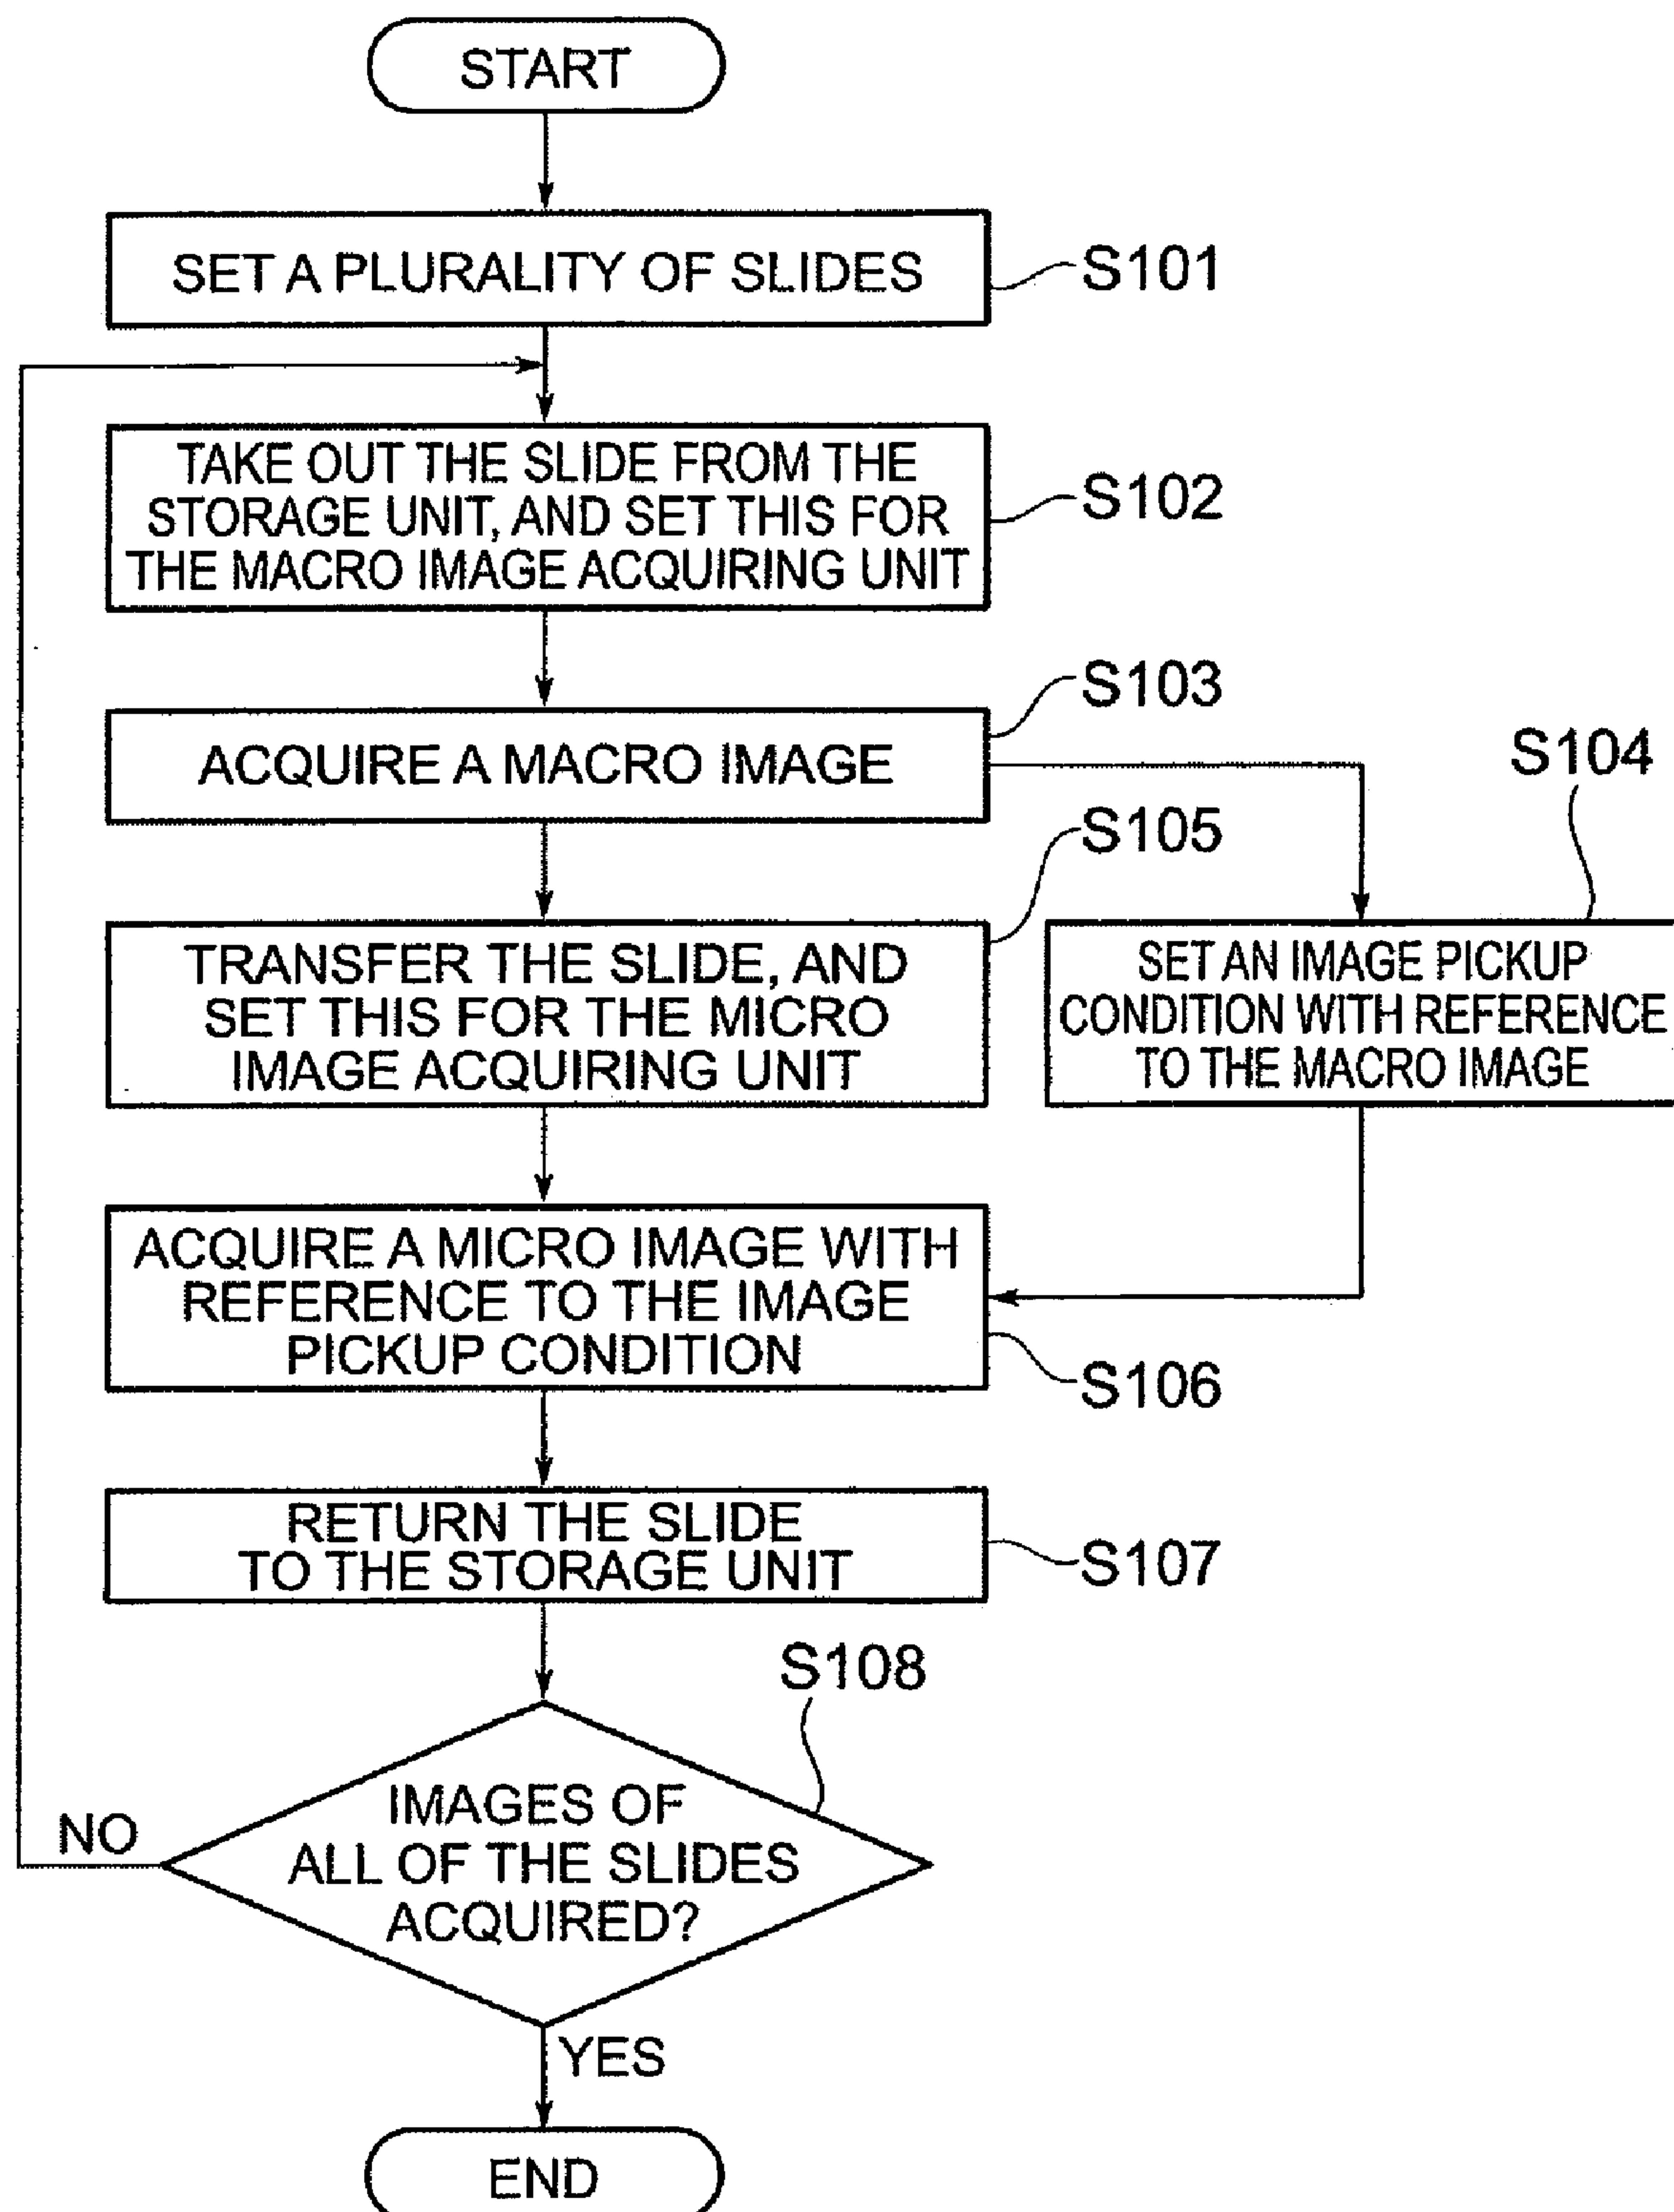 START
SET A PLURALITY OF SLIDES
S101
TAKE OUT THE SLIDE FROM THE
STORAGE UNIT, AND SET THIS FOR
THE MACRO IMAGE ACQUIRING UNIT
S102
S103
ACQUIRE A MACRO IMAGE
S104
S105
TRANSFER THE SLIDE, AND
SET THIS FOR THE MICRO
IMAGE ACQUIRING UNIT
SET AN IMAGE PICKUP
CONDITION WITH REFERENCE
TO THE MACRO IMAGE
ACQUIRE A MICRO IMAGE WITH
REFERENCE TO THE IMAGE
PICKUP CONDITION
S106
RETURN THE SLIDE
TO THE STORAGE UNIT
S107
S108
IMAGES OF
ALL OF THE SLIDES
ACQUIRED?
NO
YES
END